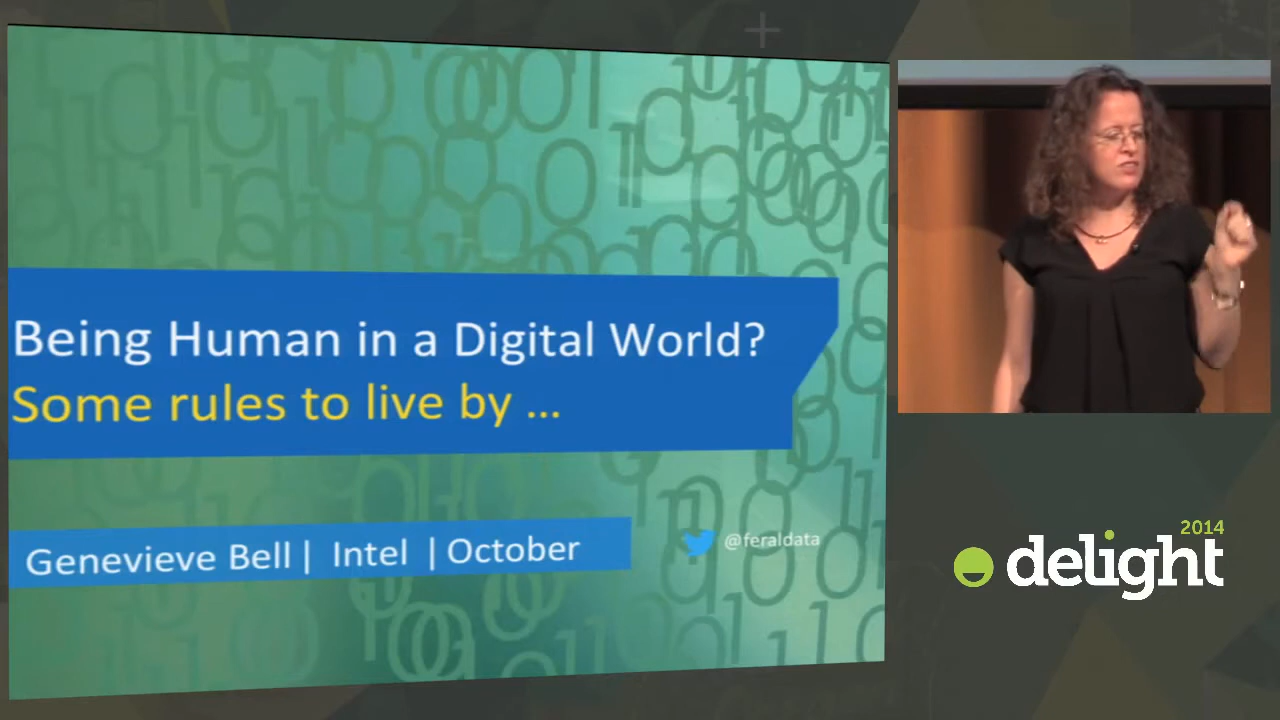 Being Human in a Digital World?
Some rules to live by ...
Genevieve Bell | Intel | October
@feraldata
2014
delight